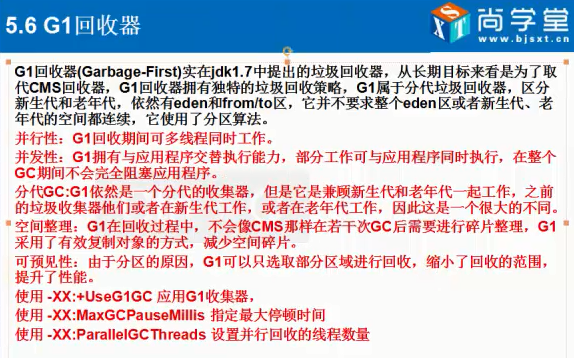 5.6 G1回收器
尚学堂
www.bjsxt.com
G1回收器(Garbage-First)实在jdk1.7中提出的垃圾回收器，从长期目标来看是为了取
代CMS回收器，G1回收器拥有独特的垃圾回收策略，G1属于分代垃圾回收器，区分
新生代和老年代，依然有eden和from/to区，它并不要求整个eden区或者新生代、老
年代的空间都连续，它使用了分区算法。
并行性：G1回收期间可多线程同时工作。
并发性：G1拥有与应用程序交替执行能力，部分工作可与应用程序同时执行，在整个
GC期间不会完全阻塞应用程序。
分代GC:G1依然是一个分代的收集器，但是它是兼顾新生代和老年代一起工作，之前
的垃圾收集器他们或者在新生代工作，或者在老年代工作，因此这是一个很大的不同。
空间整理：G1在回收过程中，不会像CMS那样在若干次GC后需要进行碎片整理，G1
采用了有效复制对象的方式，减少空间碎片。
可预见性：由于分区的原因，G1可以只选取部分区域进行回收，缩小了回收的范围，
提升了性能。
使用 -XX:+UseG1GC 应用G1收集器，
使用 -XX:MaxGCPauseMillis 指定最大停顿时间
使用 -XX:ParallelGCThreads 设置并行回收的线程数量